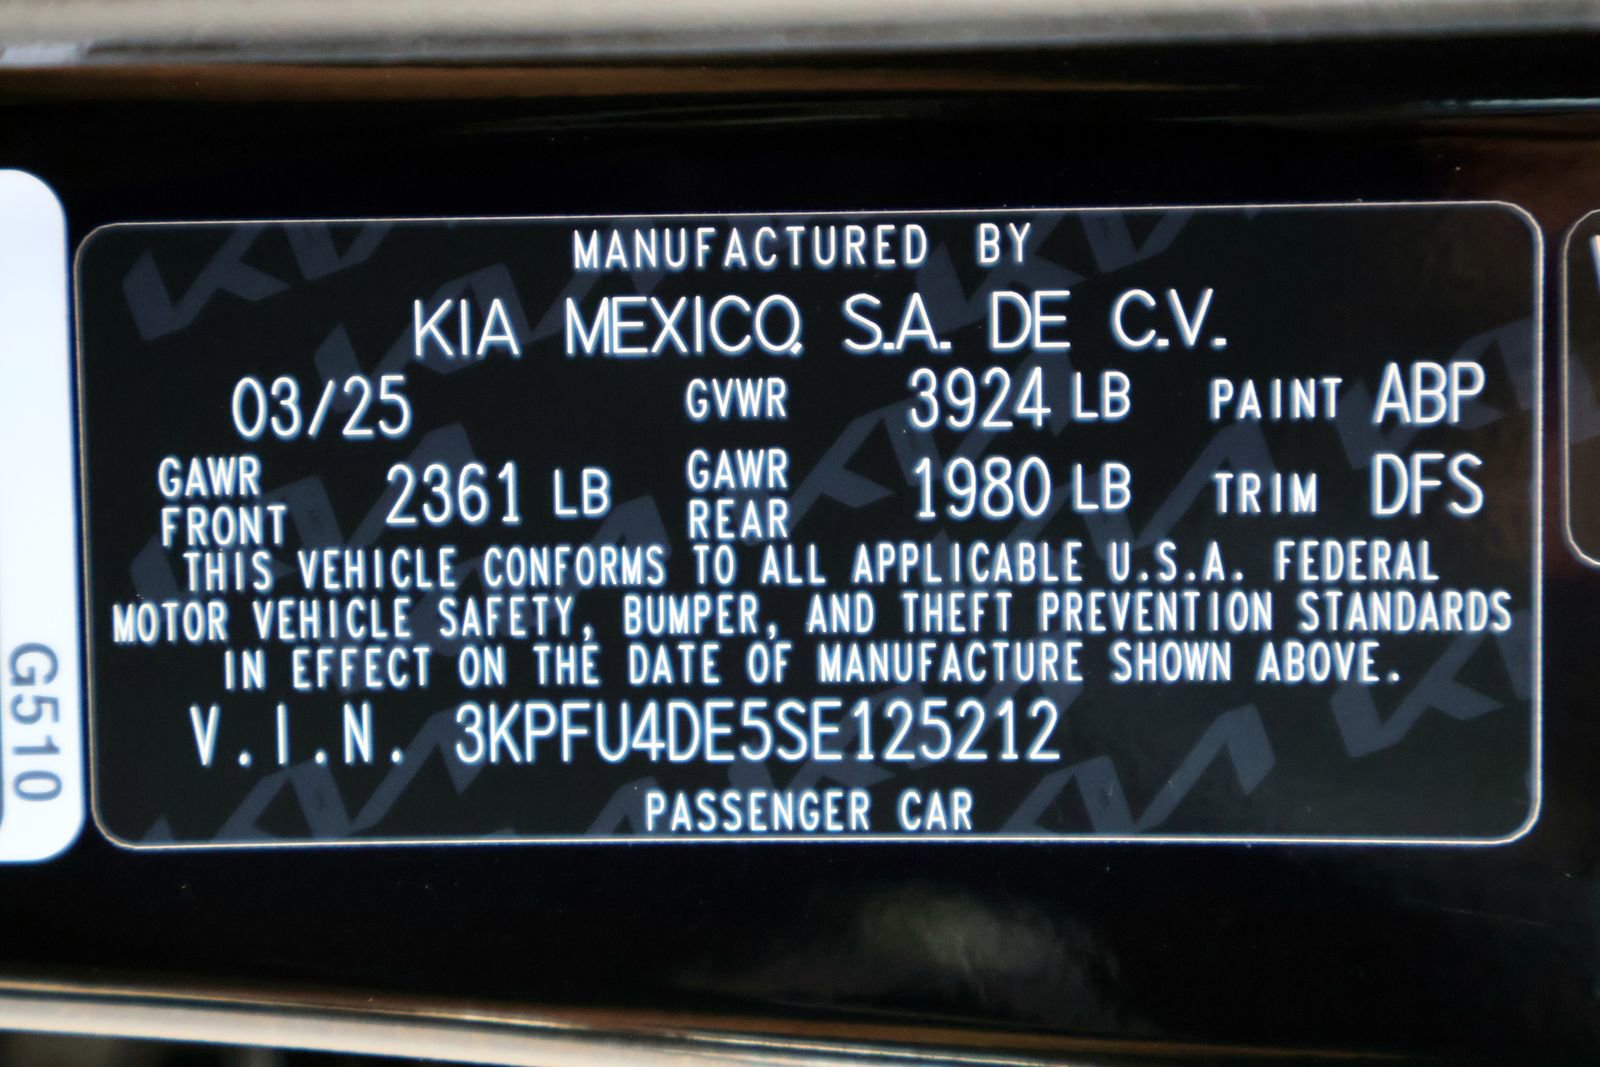 MANUFACTURED BY
KIA MEXICO, S.A. DE C.V.
03/25 GVWR 3924 LB PAINT ABP
GAWR FRONT 2361 LB GAWR REAR 1980 LB TRIM DFS
THIS VEHICLE CONFORMS TO ALL APPLICABLE U.S.A. FEDERAL
MOTOR VEHICLE SAFETY, BUMPER, AND THEFT PREVENTION STANDARDS
IN EFFECT ON THE DATE OF MANUFACTURE SHOWN ABOVE.
V.I.N. 3KPFU4DE5SE125212
PASSENGER CAR
G510